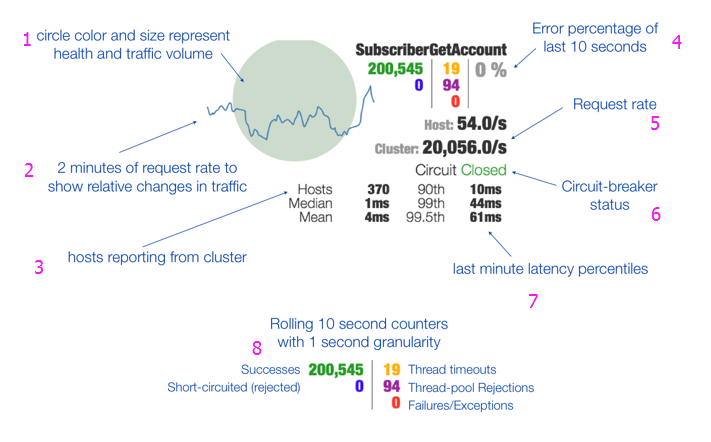 1 circle color and size represent
health and traffic volume
SubscriberGetAccount
200,545 19 0 %
0 94
0
Error percentage of
last 10 seconds 4
Host: 54.0/s
Request rate
5
Cluster: 20,056.0/s
2 2 minutes of request rate to
show relative changes in traffic
Circuit Closed
Hosts 370 90th 10ms
Median 1ms 99th 44ms
Mean 4ms 99.5th 61ms
Circuit-breaker
status 6
3 hosts reporting from cluster
last minute latency percentiles
7
Rolling 10 second counters
8 with 1 second granularity
Successes 200,545 19 Thread timeouts
Short-circuited (rejected) 0 94 Thread-pool Rejections
0 Failures/Exceptions